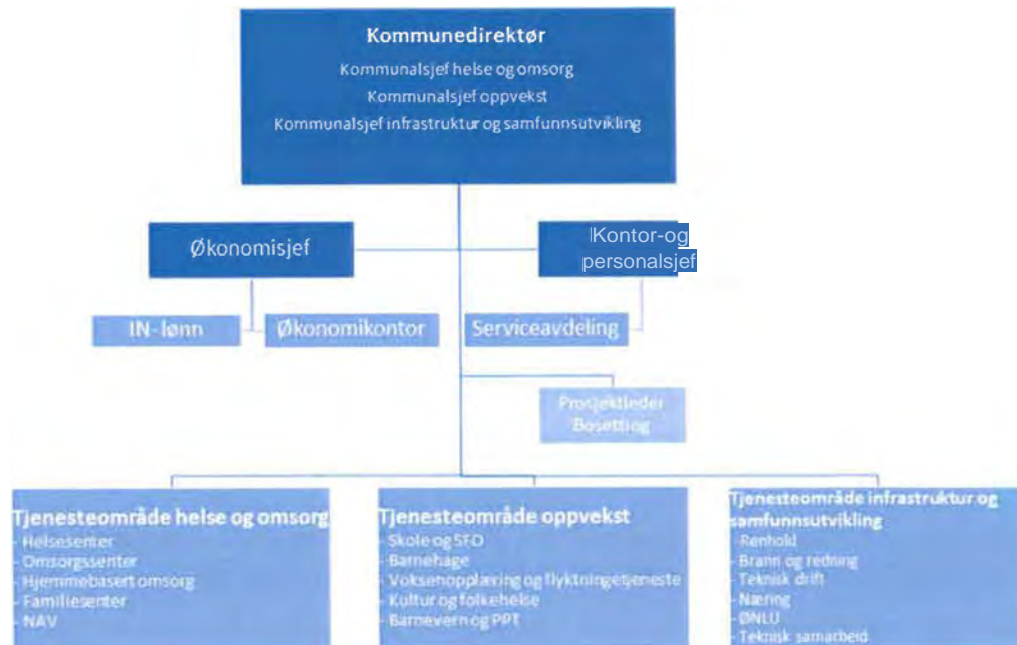 Kommunedirektør
Kommunalsjef helse og omsorg
Kommunalsjef oppvekst
Kommunalsjef infrastruktur og samfunnsutvikling
Økonomisjef
Kontor-og
personalsjef
IN-lønn
Økonomikontor
Serviceavdeling
Prosjektleder
Bosetting
Tjenesteområde helse og omsorg
- Helsesenter
- Omsorgssenter
- Hjemmebasert omsorg
- Familiesenter
- NAV
Tjenesteområde oppvekst
- Skole og SFO
- Barnehage
- Voksenopplæring og flyktningetjeneste
- Kultur og folkehelse
- Barnevern og PPT
Tjenesteområde infrastruktur og
samfunnsutvikling
- Renhold
- Brann og redning
- Teknisk drift
- Næring
- ØNLU
- Teknisk samarbeid